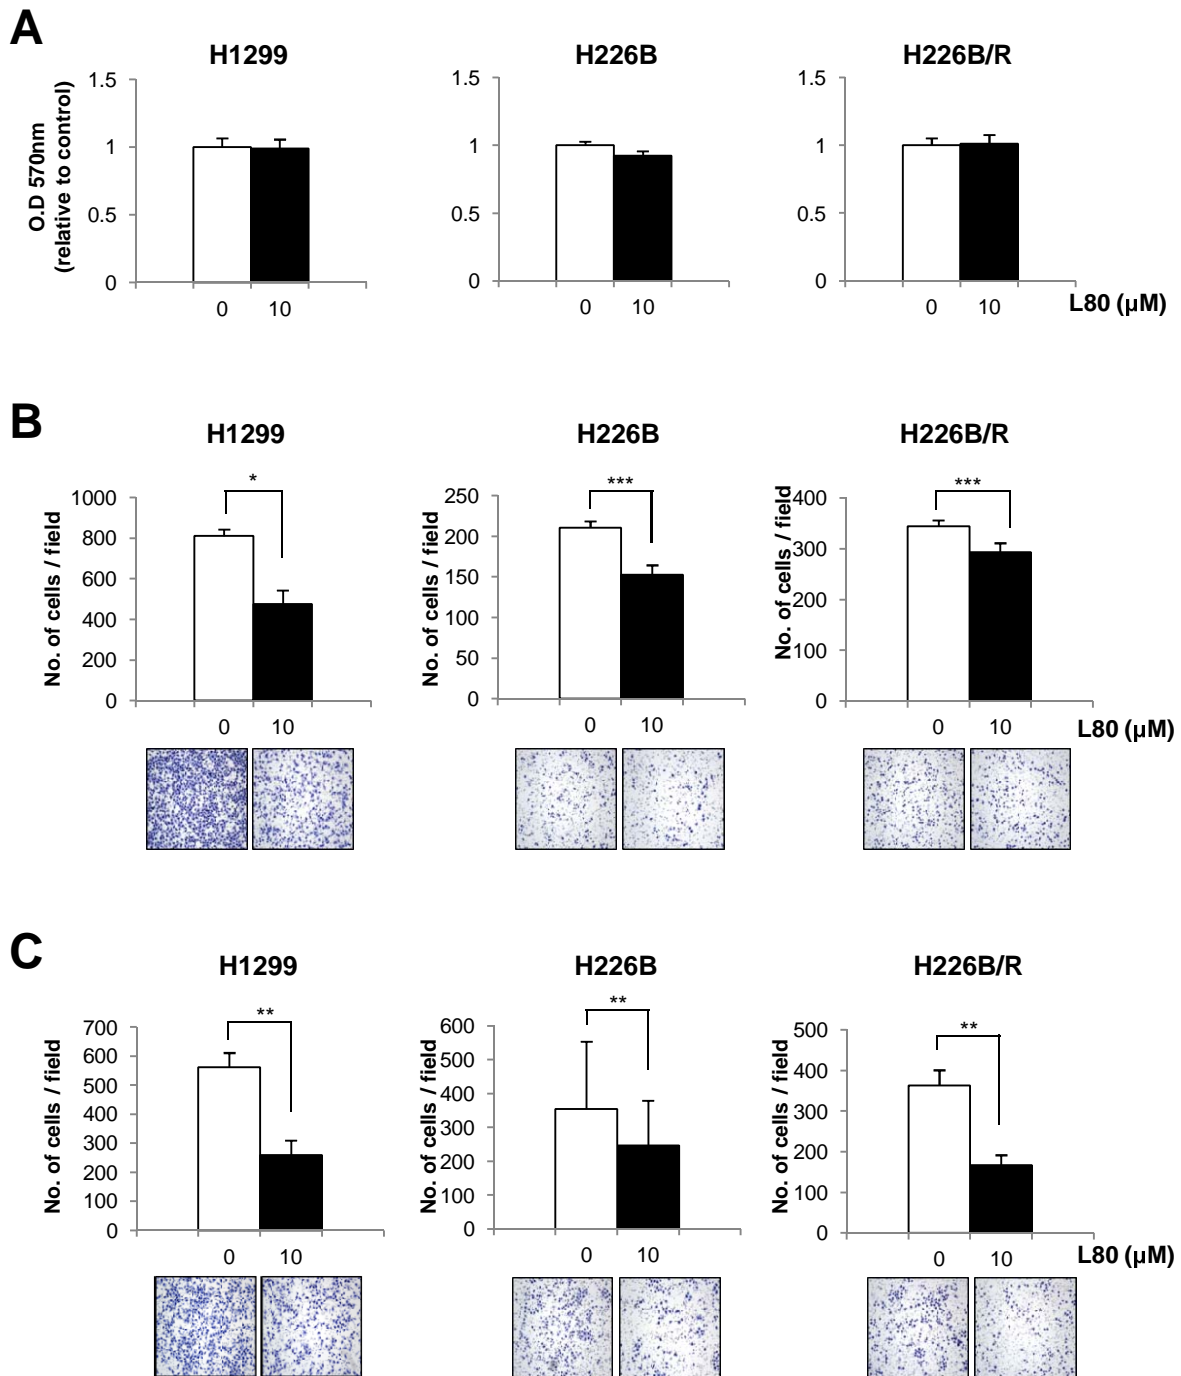 A
H1299
H226B
H226B/R
O.D 570nm
(relative to control)
1.5
1
0.5
0
0 10
1.5
1
0.5
0
0 10
1.5
1
0.5
0
0 10
L80 (µM)
B
H1299
H226B
H226B/R
No. of cells / field
1000
800
600
400
200
0
*
0 10
No. of cells / field
250
200
150
100
50
0
***
0 10
No. of cells / field
400
300
200
100
0
***
0 10
L80 (µM)
C
H1299
H226B
H226B/R
No. of cells / field
700
600
500
400
300
200
100
0
**
0 10
No. of cells / field
600
500
400
300
200
100
0
**
0 10
No. of cells / field
500
400
300
200
100
0
**
0 10
L80 (µM)